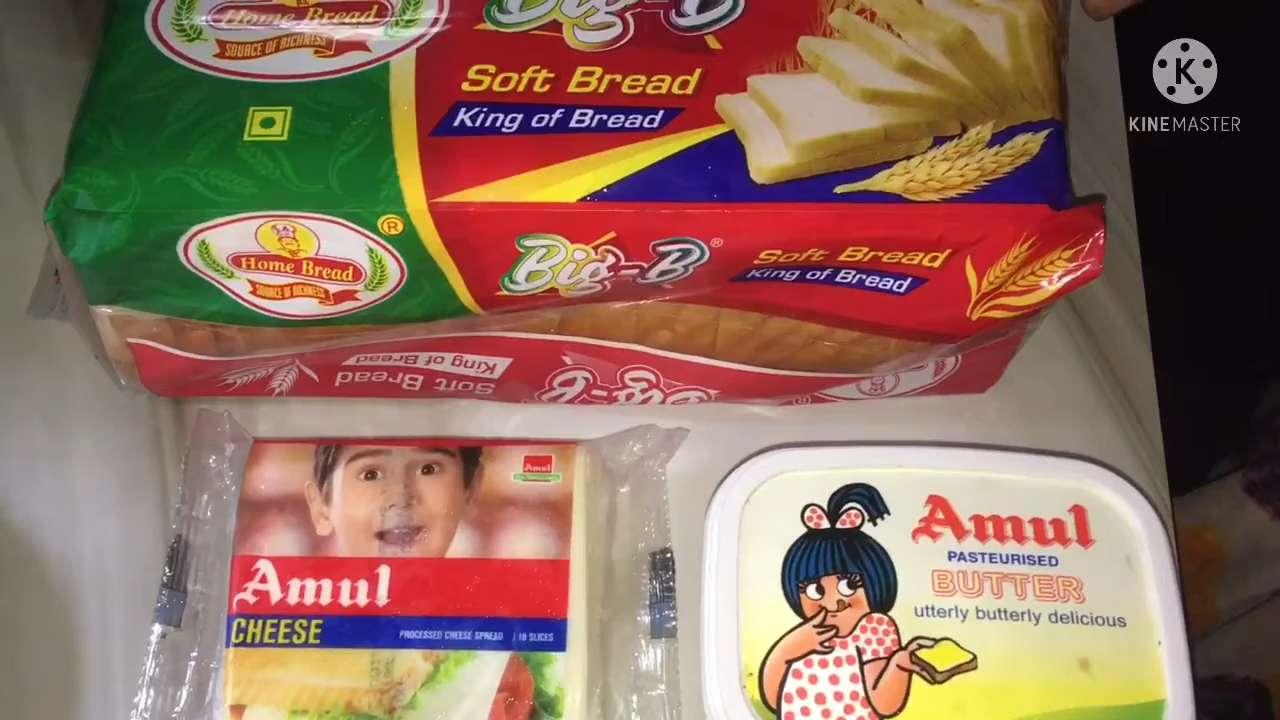 Home Bread
SOURCE OF RICHNESS
Big-B
Soft Bread
King of Bread
K
KINEMASTER
Home Bread
SOURCE OF RICHNESS
®
Big-B®
Soft Bread
King of Bread
King of Bread
Soft Bread
Big-B
®
Amul
Amul
CHEESE
PROCESSED CHEESE SPREAD | 10 SLICES
Amul
PASTEURISED
BUTTER
utterly butterly delicious